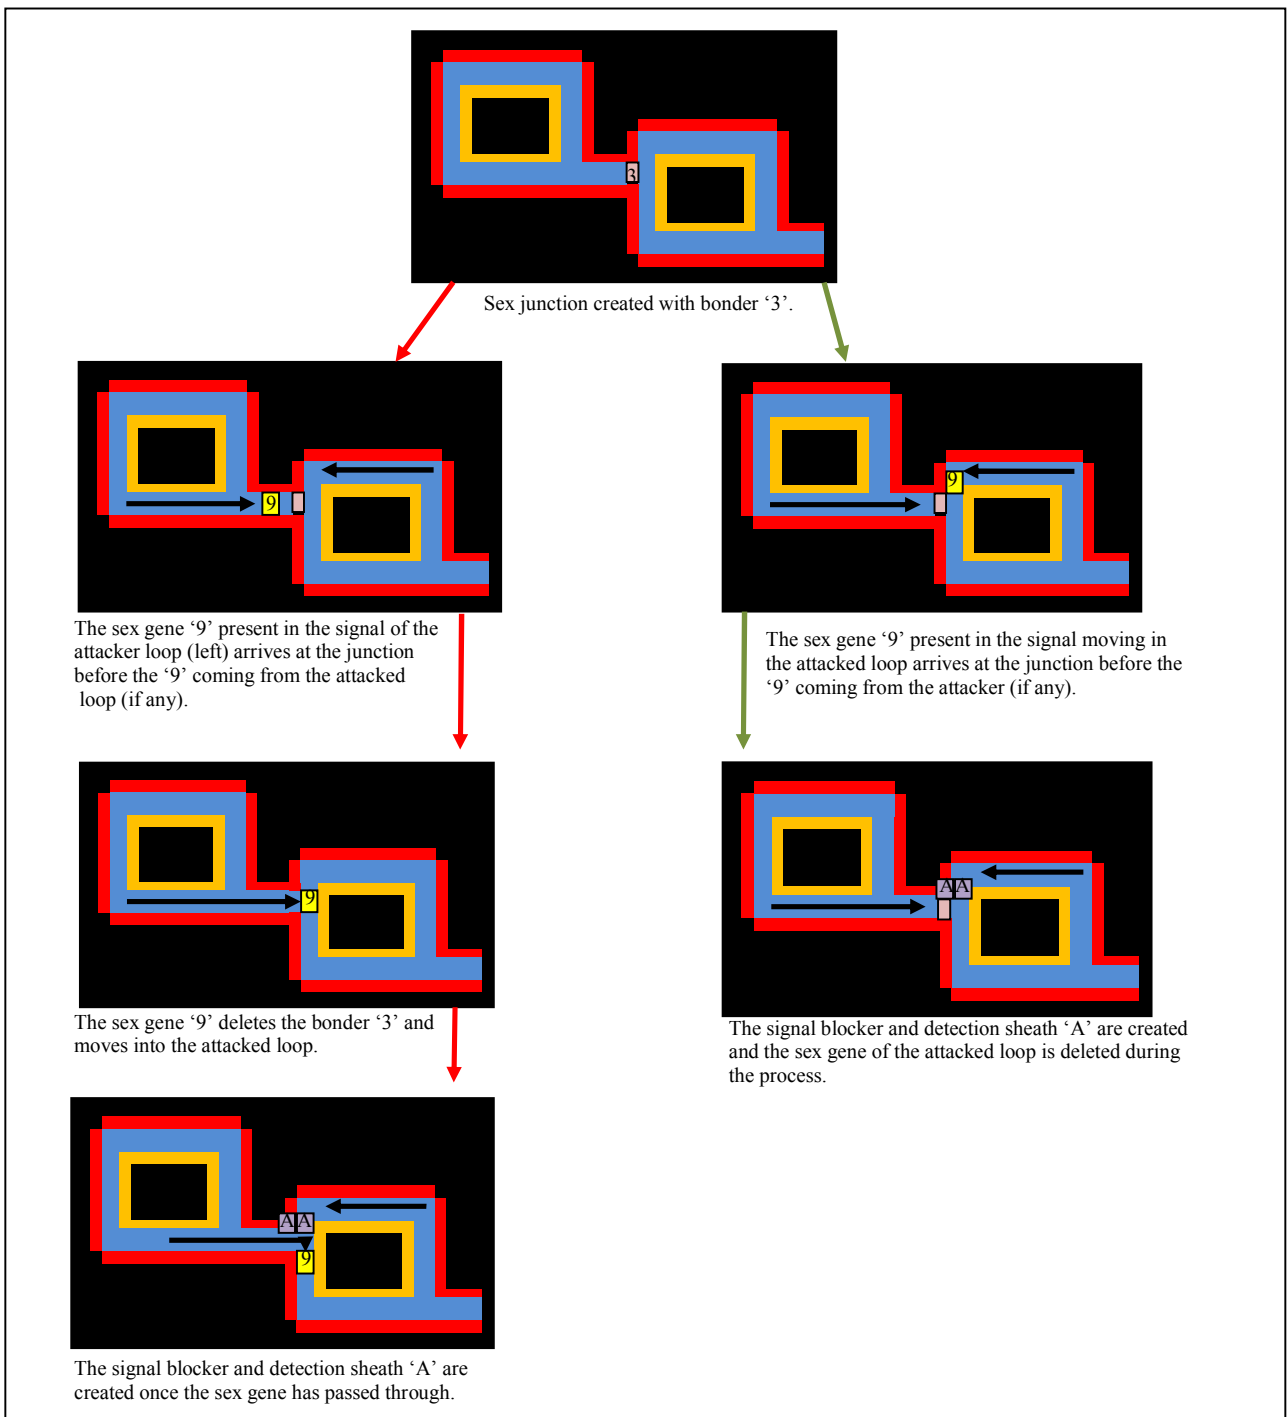 3
Sex junction created with bonder ‘3’.
9
9
The sex gene ‘9’ present in the signal of the
attacker loop (left) arrives at the junction
before the ‘9’ coming from the attacked
loop (if any).
The sex gene ‘9’ present in the signal moving in
the attacked loop arrives at the junction before the
‘9’ coming from the attacker (if any).
9
A A
The sex gene ‘9’ deletes the bonder ‘3’ and
moves into the attacked loop.
The signal blocker and detection sheath ‘A’ are created
and the sex gene of the attacked loop is deleted during
the process.
A A
9
The signal blocker and detection sheath ‘A’ are
created once the sex gene has passed through.